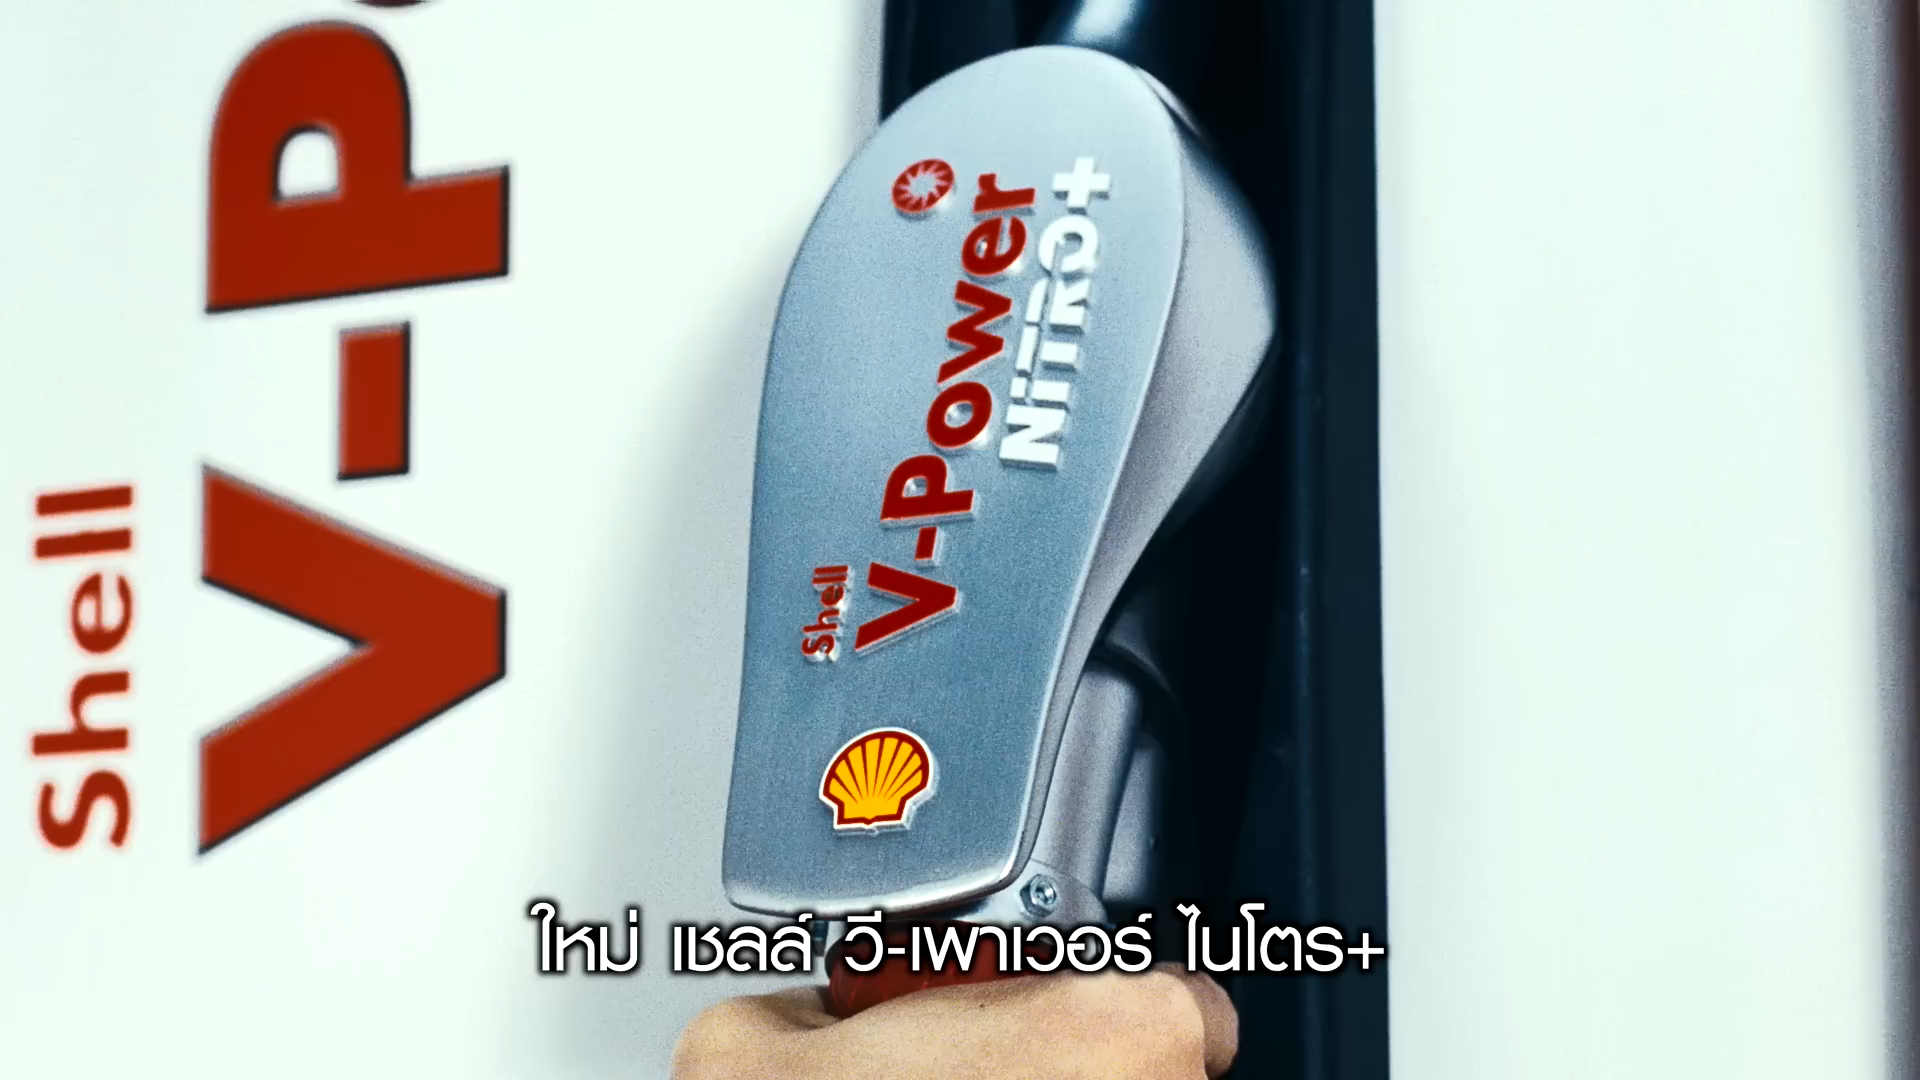 Shell
V-Po
Shell
V-Power
NiTRO+
ใหม่ เชลล์ วี-เพาเวอร์ ไนโตร+